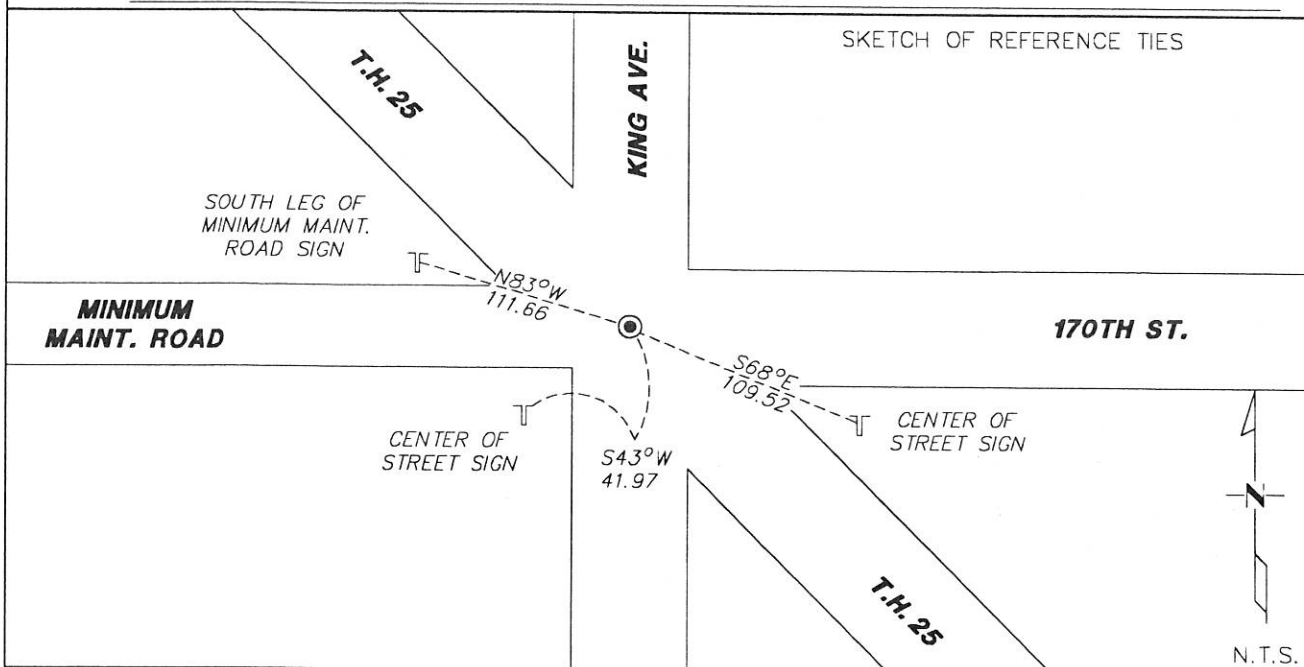 SKETCH OF REFERENCE TIES
T.H. 25
KING AVE.
SOUTH LEG OF
MINIMUM MAINT.
ROAD SIGN
N83°W
111.66
MINIMUM
MAINT. ROAD
170TH ST.
S68°E
109.52
CENTER OF
STREET SIGN
CENTER OF
STREET SIGN
S43°W
41.97
N
T.H. 25
N.T.S.